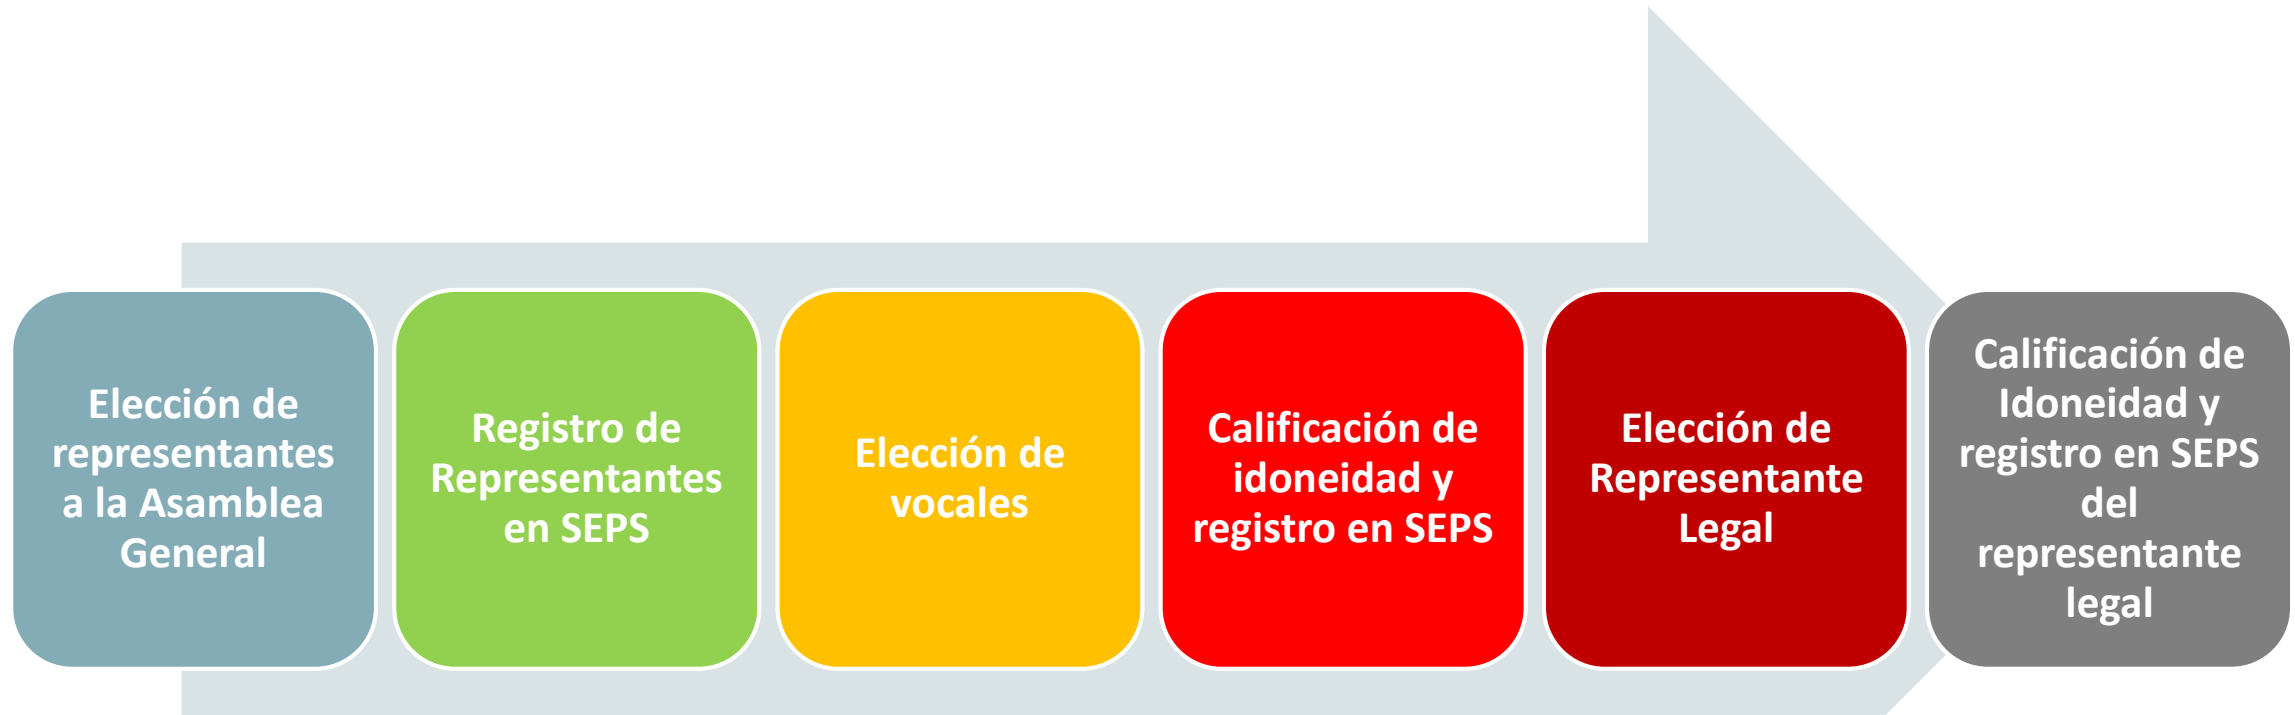 Elección de
representantes
a la Asamblea
General
Registro de
Representantes
en SEPS
Elección de
vocales
Calificación de
idoneidad y
registro en SEPS
Elección de
Representante
Legal
Calificación de
Idoneidad y
registro en SEPS
del
representante
legal